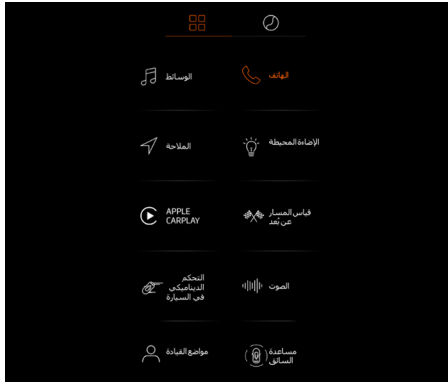 الهاتف
الوسائط
الإضاءة المحيطة
الملاحة
قياس المسار
عن بُعد
APPLE
CARPLAY
الصوت
التحكم
الديناميكي
في السيارة
مساعدة
السائق
مواضع القيادة